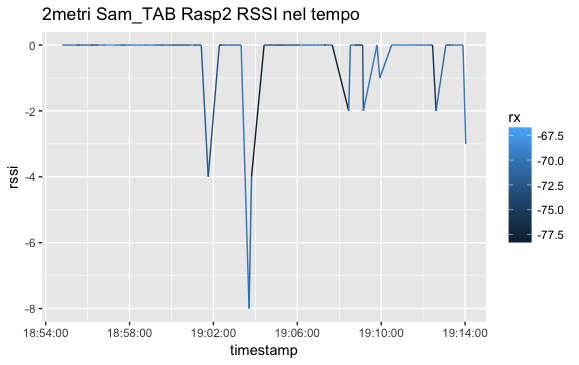 2metri Sam_TAB Rasp2 RSSI nel tempo
rssi
0
-2
-4
-6
-8
18:54:00 18:58:00 19:02:00 19:06:00 19:10:00 19:14:00
timestamp
rx
-67.5
-70.0
-72.5
-75.0
-77.5